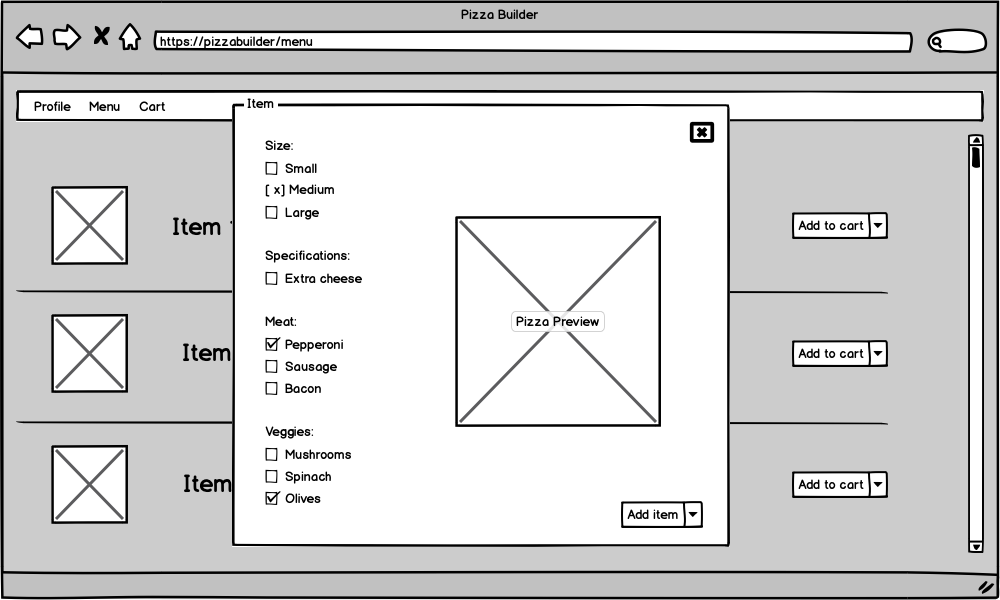 Pizza Builder
https://pizzabuilder/menu
Profile Menu Cart
Item
Size:
Small
[ x] Medium
Large
Specifications:
Extra cheese
Meat:
Pepperoni
Sausage
Bacon
Veggies:
Mushrooms
Spinach
Olives
Pizza Preview
Add item
Item
Add to cart
Item
Add to cart
Item
Add to cart